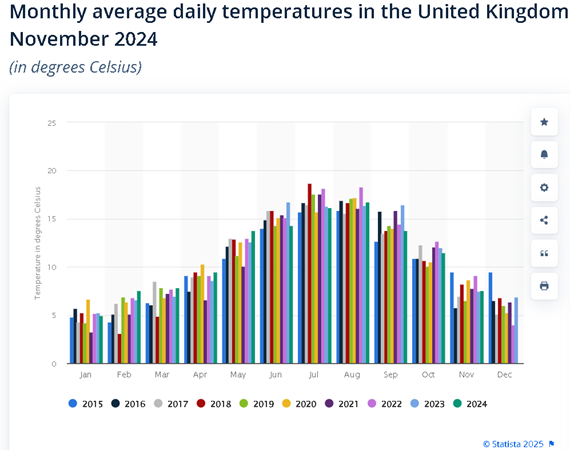 Monthly average daily temperatures in the United Kingdom
November 2024
(in degrees Celsius)
25
20
15
10
5
0
Temperature in degrees Celsius
Jan Feb Mar Apr May Jun Jul Aug Sep Oct Nov Dec
2015 2016 2017 2018 2019 2020 2021 2022 2023 2024
© Statista 2025